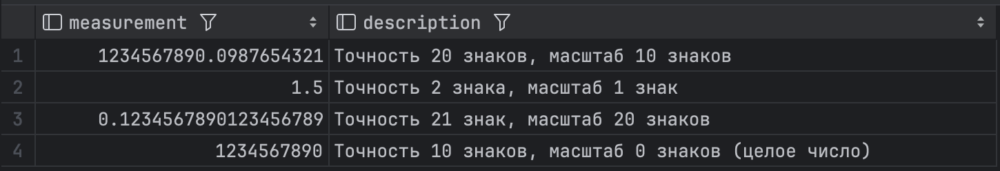 measurement description
1 1234567890.0987654321 Точность 20 знаков, масштаб 10 знаков
2 1.5 Точность 2 знака, масштаб 1 знак
3 0.1234567890123456789 Точность 21 знак, масштаб 20 знаков
4 1234567890 Точность 10 знаков, масштаб 0 знаков (целое число)